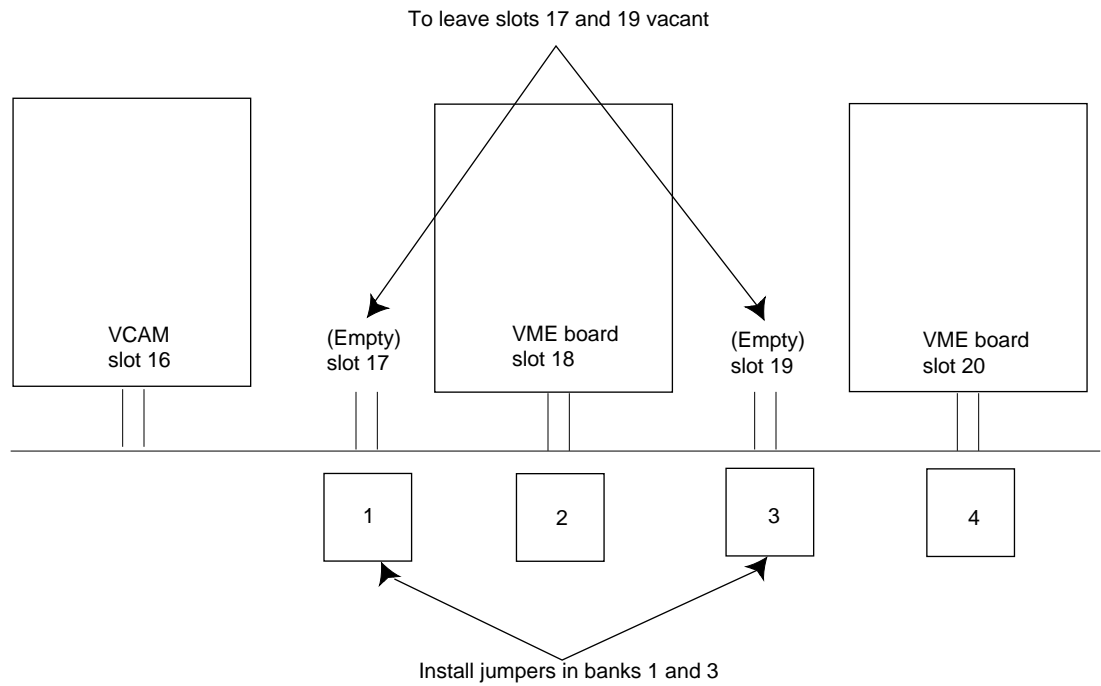 To leave slots 17 and 19 vacant
VCAM
slot 16
(Empty)
slot 17
VME board
slot 18
(Empty)
slot 19
VME board
slot 20
1
2
3
4
Install jumpers in banks 1 and 3